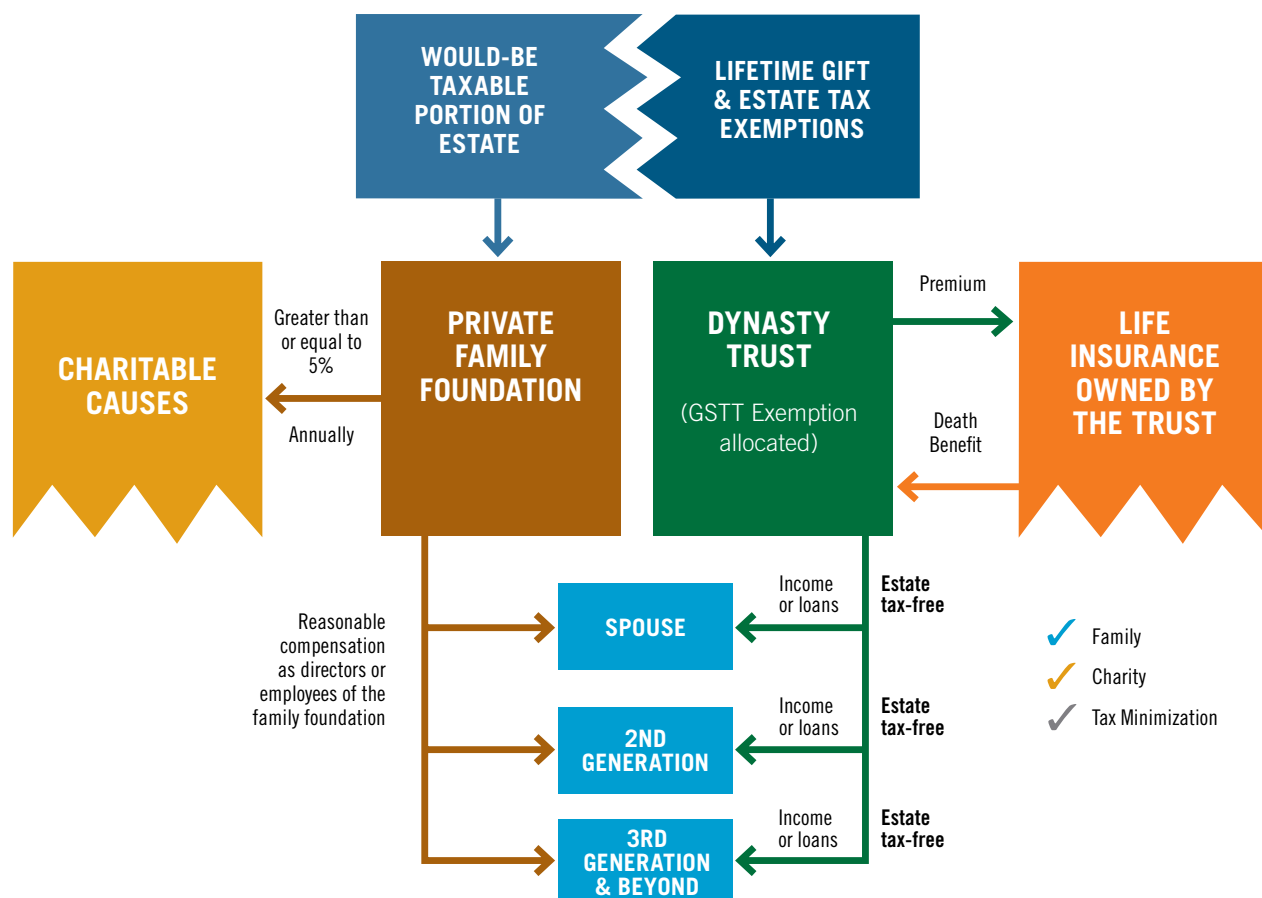 WOULD-BE
TAXABLE
PORTION OF
ESTATE
LIFETIME GIFT
& ESTATE TAX
EXEMPTIONS
CHARITABLE
CAUSES
Greater than
or equal to
5%
Annually
PRIVATE
FAMILY
FOUNDATION
DYNASTY
TRUST
(GSTT Exemption
allocated)
Premium
Death
Benefit
LIFE
INSURANCE
OWNED BY
THE TRUST
Reasonable
compensation
as directors or
employees of the
family foundation
SPOUSE
Income
or loans
Estate
tax-free
2ND
GENERATION
Income
or loans
Estate
tax-free
3RD
GENERATION
& BEYOND
Income
or loans
Estate
tax-free
Family
Charity
Tax Minimization